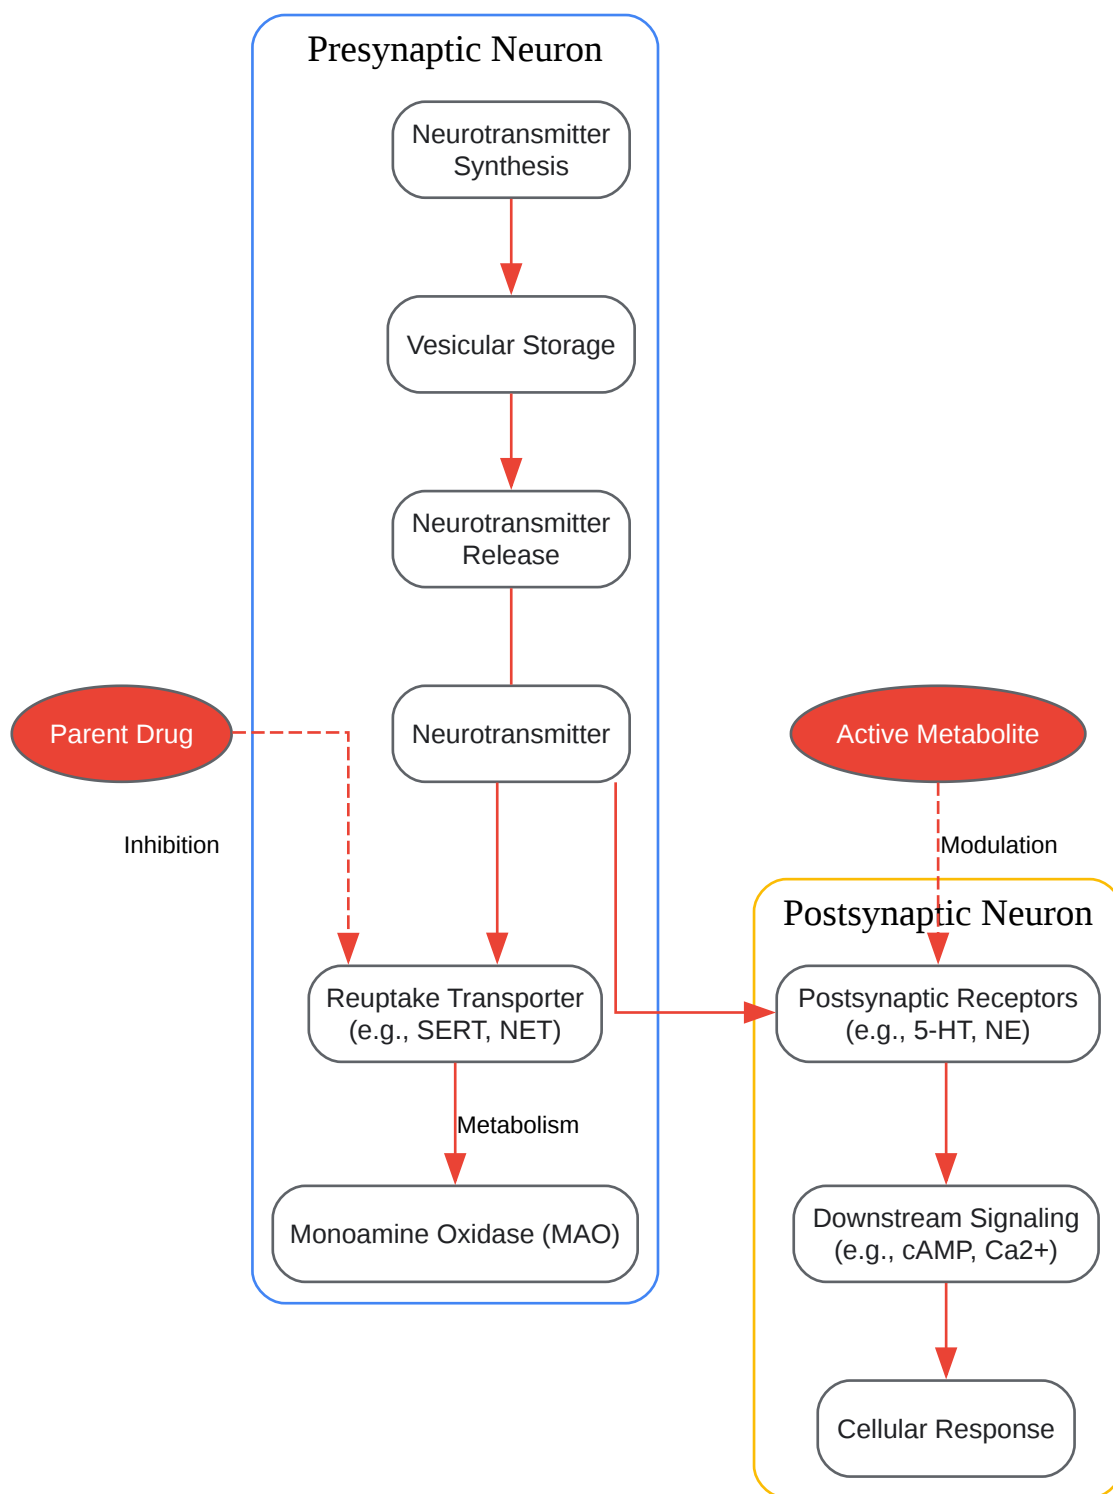 Presynaptic Neuron
Neurotransmitter
Synthesis
Vesicular Storage
Neurotransmitter
Release
Parent Drug
Neurotransmitter
Active Metabolite
Inhibition
Modulation
Postsynaptic Neuron
Reuptake Transporter
(e.g., SERT, NET)
Postsynaptic Receptors
(e.g., 5-HT, NE)
Metabolism
Monoamine Oxidase (MAO)
Downstream Signaling
(e.g., cAMP, Ca2+)
Cellular Response